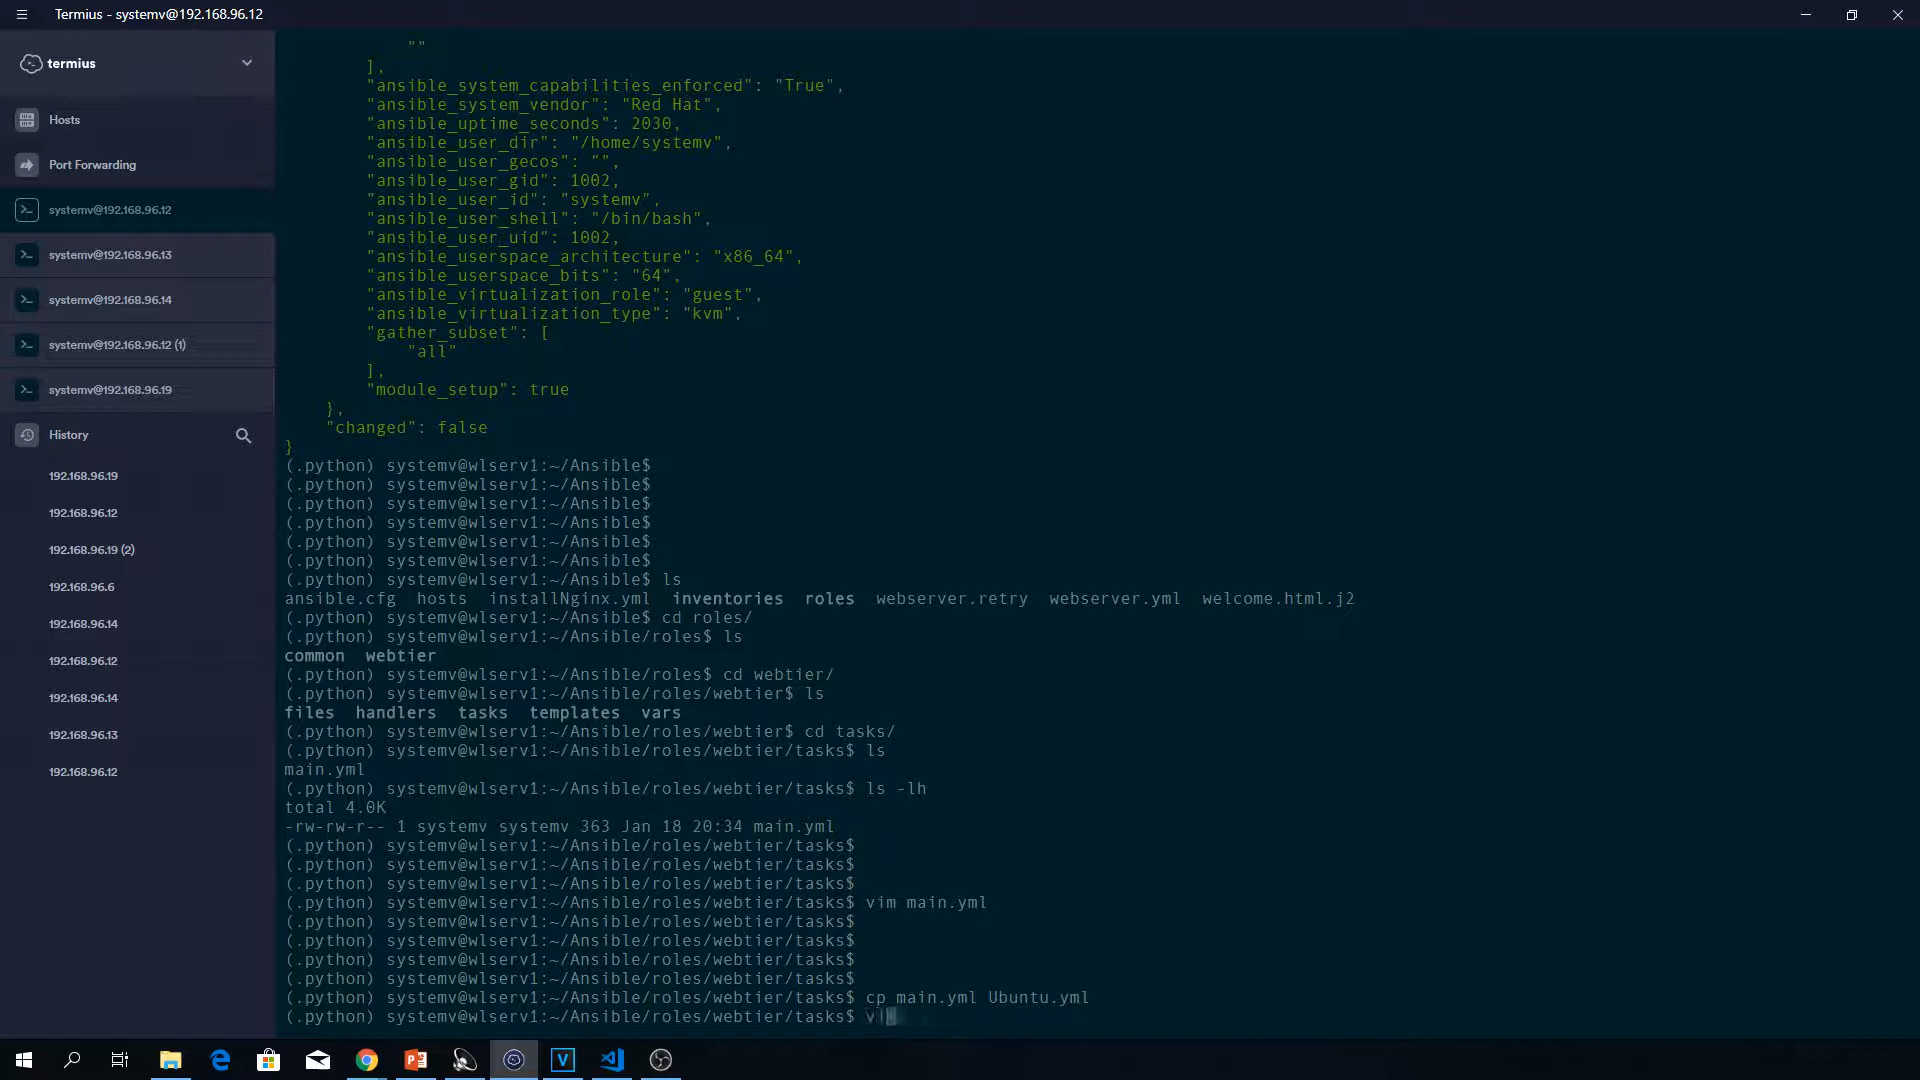 Termius - systemv@192.168.96.12
termius
Hosts
Port Forwarding
systemv@192.168.96.12
systemv@192.168.96.13
systemv@192.168.96.14
systemv@192.168.96.12 (1)
systemv@192.168.96.19
History
192.168.96.19
192.168.96.12
192.168.96.19 (2)
192.168.96.6
192.168.96.14
192.168.96.12
192.168.96.14
192.168.96.13
192.168.96.12
""
],
"ansible_system_capabilities_enforced": "True",
"ansible_system_vendor": "Red Hat",
"ansible_uptime_seconds": 2030,
"ansible_user_dir": "/home/systemv",
"ansible_user_gecos": "",
"ansible_user_gid": 1002,
"ansible_user_id": "systemv",
"ansible_user_shell": "/bin/bash",
"ansible_user_uid": 1002,
"ansible_userspace_architecture": "x86_64",
"ansible_userspace_bits": "64",
"ansible_virtualization_role": "guest",
"ansible_virtualization_type": "kvm",
"gather_subset": [
"all"
],
"module_setup": true
},
"changed": false
}
(.python) systemv@wlserv1:~/Ansible$
(.python) systemv@wlserv1:~/Ansible$
(.python) systemv@wlserv1:~/Ansible$
(.python) systemv@wlserv1:~/Ansible$
(.python) systemv@wlserv1:~/Ansible$
(.python) systemv@wlserv1:~/Ansible$
(.python) systemv@wlserv1:~/Ansible$ ls
ansible.cfg hosts installNginx.yml inventories roles webserver.retry webserver.yml welcome.html.j2
(.python) systemv@wlserv1:~/Ansible$ cd roles/
(.python) systemv@wlserv1:~/Ansible/roles$ ls
common webtier
(.python) systemv@wlserv1:~/Ansible/roles$ cd webtier/
(.python) systemv@wlserv1:~/Ansible/roles/webtier$ ls
files handlers tasks templates vars
(.python) systemv@wlserv1:~/Ansible/roles/webtier$ cd tasks/
(.python) systemv@wlserv1:~/Ansible/roles/webtier/tasks$ ls
main.yml
(.python) systemv@wlserv1:~/Ansible/roles/webtier/tasks$ ls -lh
total 4.0K
-rw-rw-r-- 1 systemv systemv 363 Jan 18 20:34 main.yml
(.python) systemv@wlserv1:~/Ansible/roles/webtier/tasks$
(.python) systemv@wlserv1:~/Ansible/roles/webtier/tasks$
(.python) systemv@wlserv1:~/Ansible/roles/webtier/tasks$
(.python) systemv@wlserv1:~/Ansible/roles/webtier/tasks$ vim main.yml
(.python) systemv@wlserv1:~/Ansible/roles/webtier/tasks$
(.python) systemv@wlserv1:~/Ansible/roles/webtier/tasks$
(.python) systemv@wlserv1:~/Ansible/roles/webtier/tasks$
(.python) systemv@wlserv1:~/Ansible/roles/webtier/tasks$
(.python) systemv@wlserv1:~/Ansible/roles/webtier/tasks$ cp main.yml Ubuntu.yml
(.python) systemv@wlserv1:~/Ansible/roles/webtier/tasks$